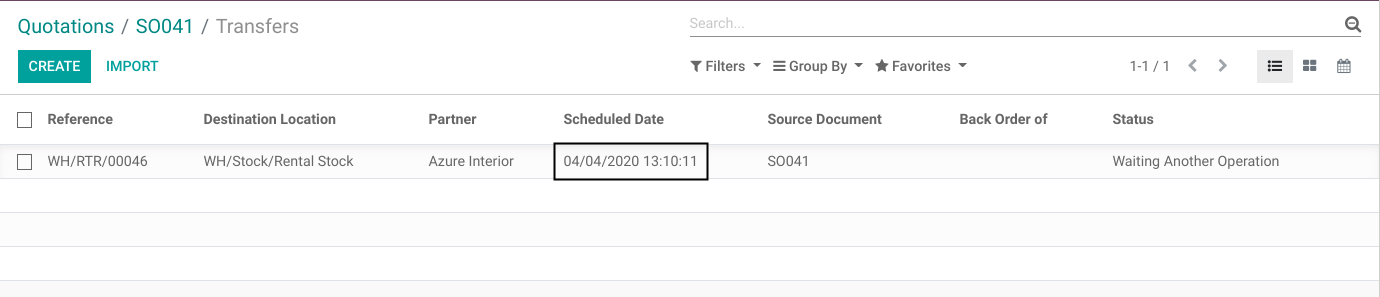 Quotations / SO041 / Transfers
Search...
CREATE IMPORT
Filters Group By Favorites 1-1 / 1
Reference Destination Location Partner Scheduled Date Source Document Back Order of Status
WH/RTR/00046 WH/Stock/Rental Stock Azure Interior 04/04/2020 13:10:11 SO041 Waiting Another Operation